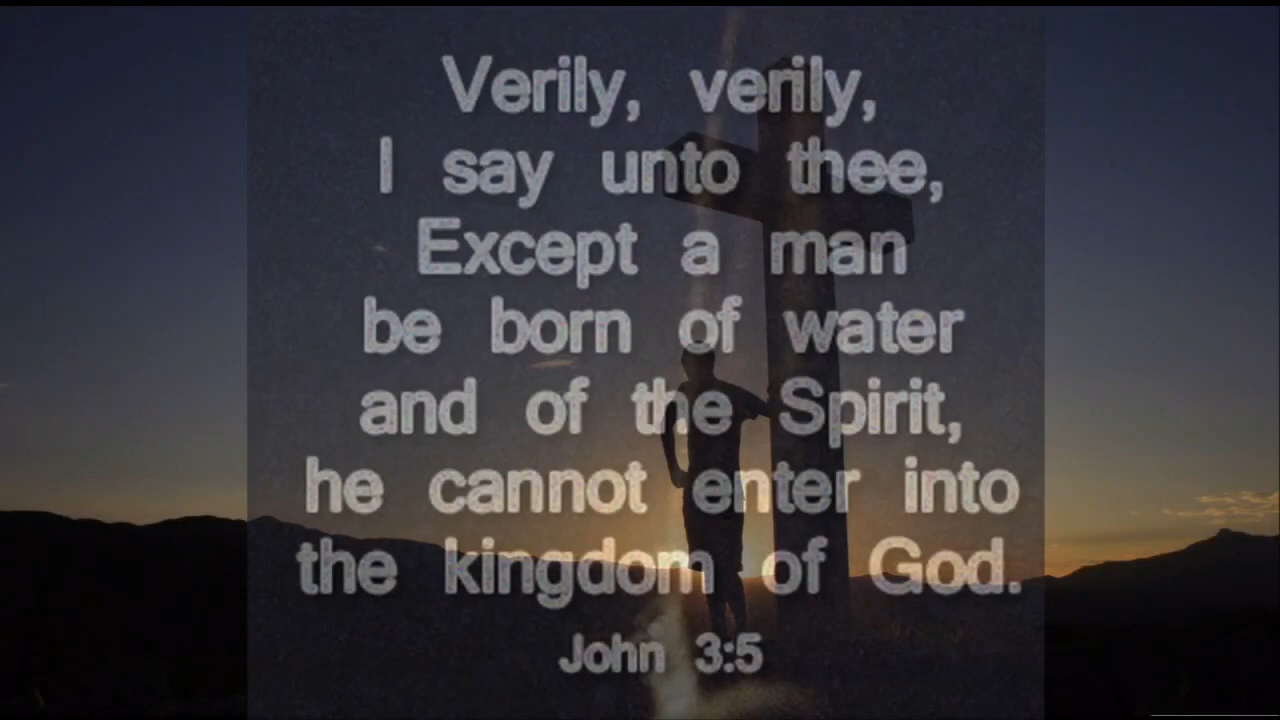 Verily, verily,
I say unto thee,
Except a man
be born of water
and of the Spirit,
he cannot enter into
the kingdom of God.
John 3:5